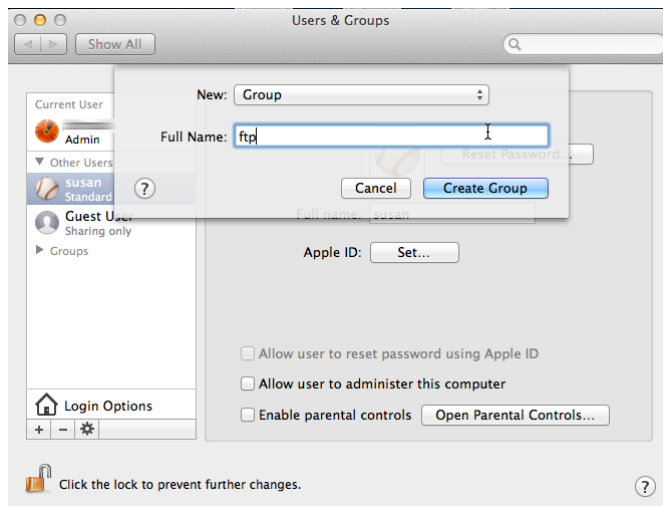 Users & Groups
Show All
New: Group
Full Name: ftp
Cancel
Create Group
Current User
Admin
Other Users
susan
Standard
Guest User
Sharing only
Groups
Login Options
+ −
Reset Password...
Full name: susan
Apple ID: Set...
Allow user to reset password using Apple ID
Allow user to administer this computer
Enable parental controls Open Parental Controls...
Click the lock to prevent further changes.
?
?